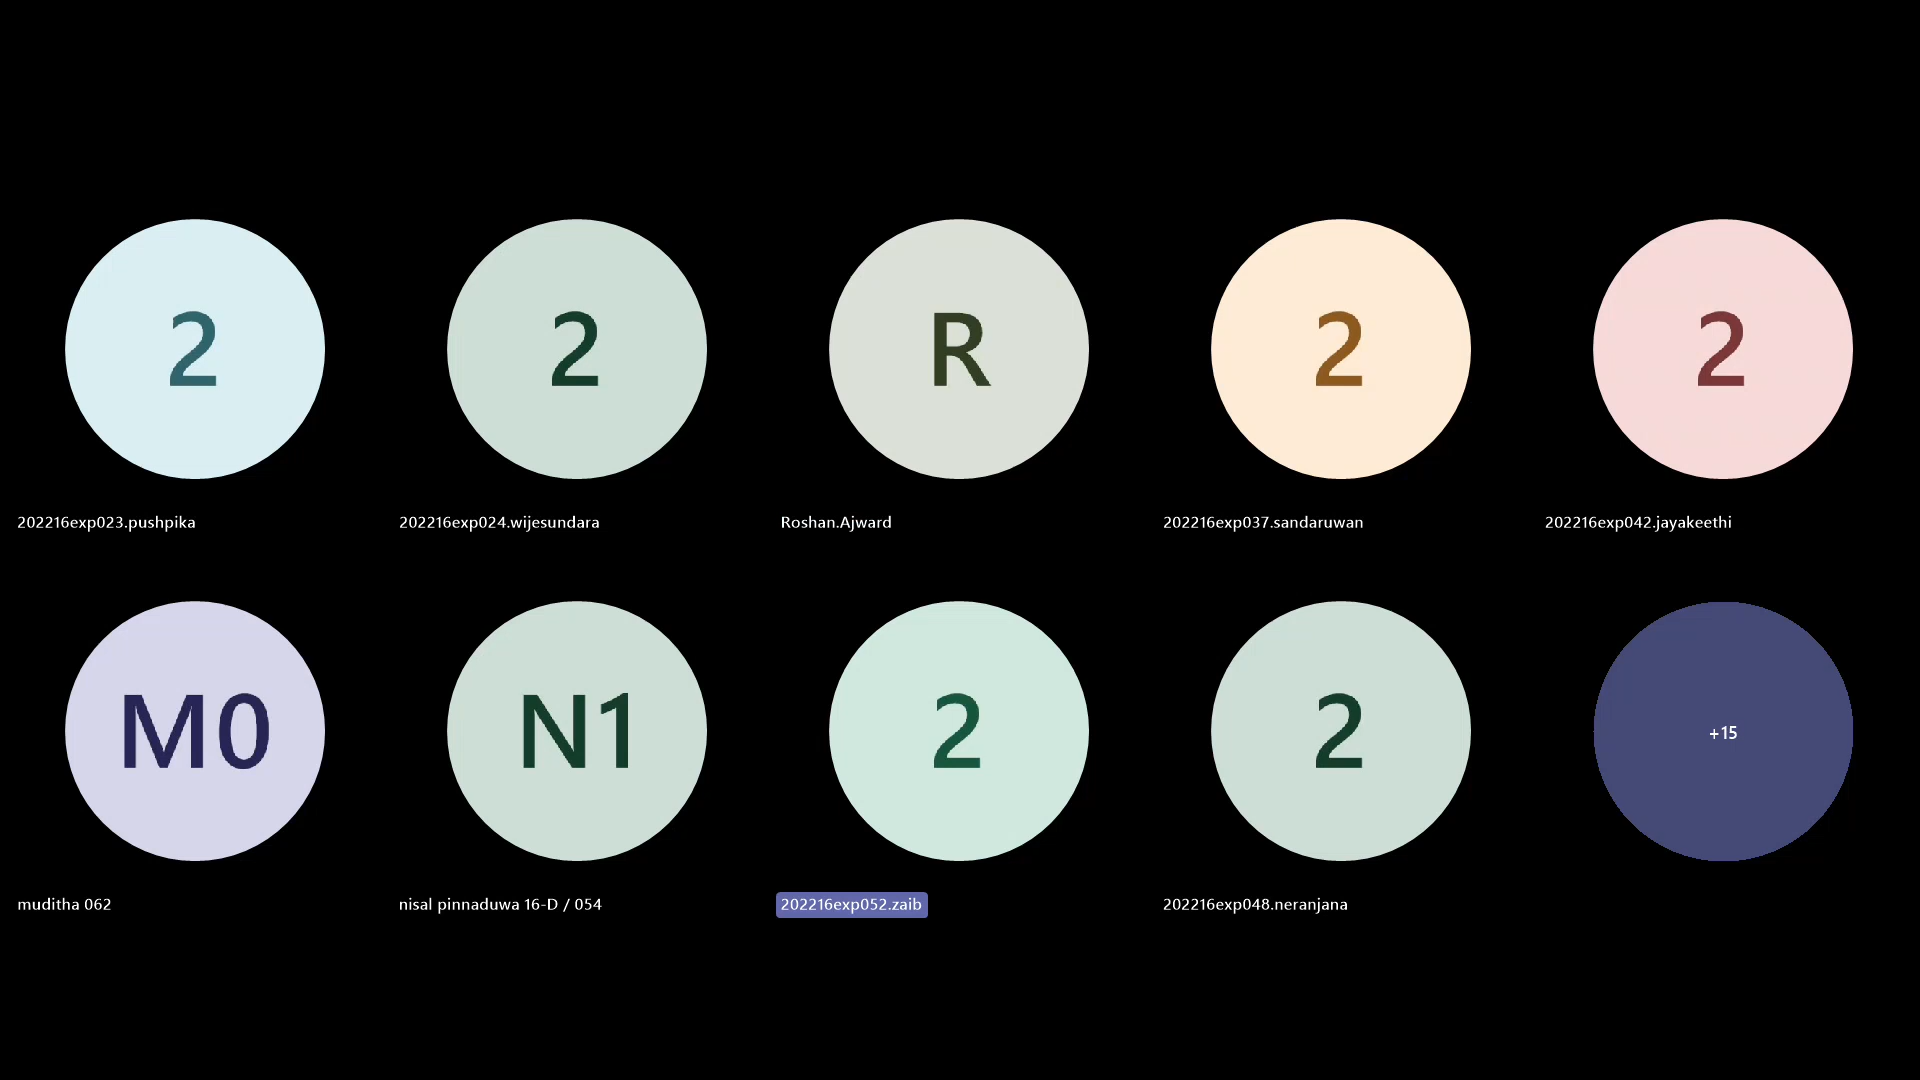 2
2
R
2
2
202216exp023.pushpika
202216exp024.wijesundara
Roshan.Ajward
202216exp037.sandaruwan
202216exp042.jayakeethi
M0
N1
2
2
+15
muditha 062
nisal pinnaduwa 16-D / 054
202216exp052.zaib
202216exp048.neranjana